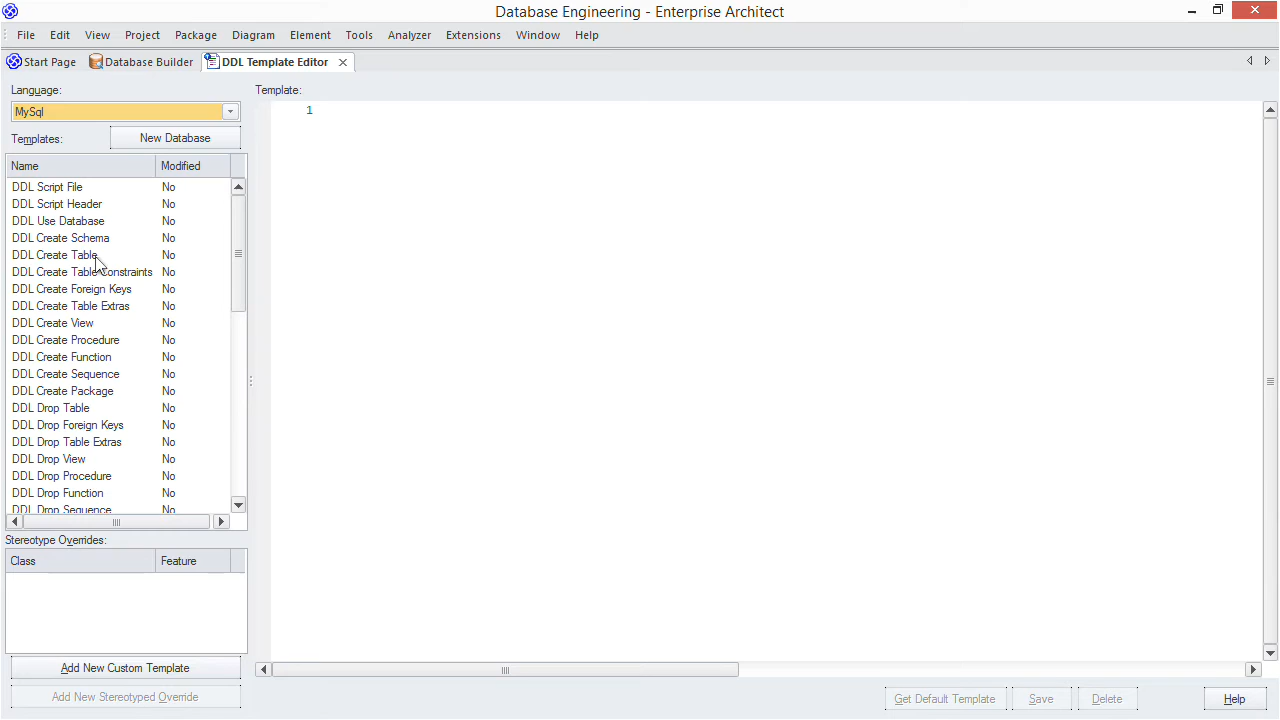 Database Engineering - Enterprise Architect
File Edit View Project Package Diagram Element Tools Analyzer Extensions Window Help
Start Page Database Builder DDL Template Editor
Language: Template:
MySql 1
Templates: New Database
Name Modified
DDL Script File No
DDL Script Header No
DDL Use Database No
DDL Create Schema No
DDL Create Table No
DDL Create Table Constraints No
DDL Create Foreign Keys No
DDL Create Table Extras No
DDL Create View No
DDL Create Procedure No
DDL Create Function No
DDL Create Sequence No
DDL Create Package No
DDL Drop Table No
DDL Drop Foreign Keys No
DDL Drop Table Extras No
DDL Drop View No
DDL Drop Procedure No
DDL Drop Function No
DDL Drop Sequence No
Stereotype Overrides:
Class Feature
Add New Custom Template
Add New Stereotyped Override Get Default Template Save Delete Help